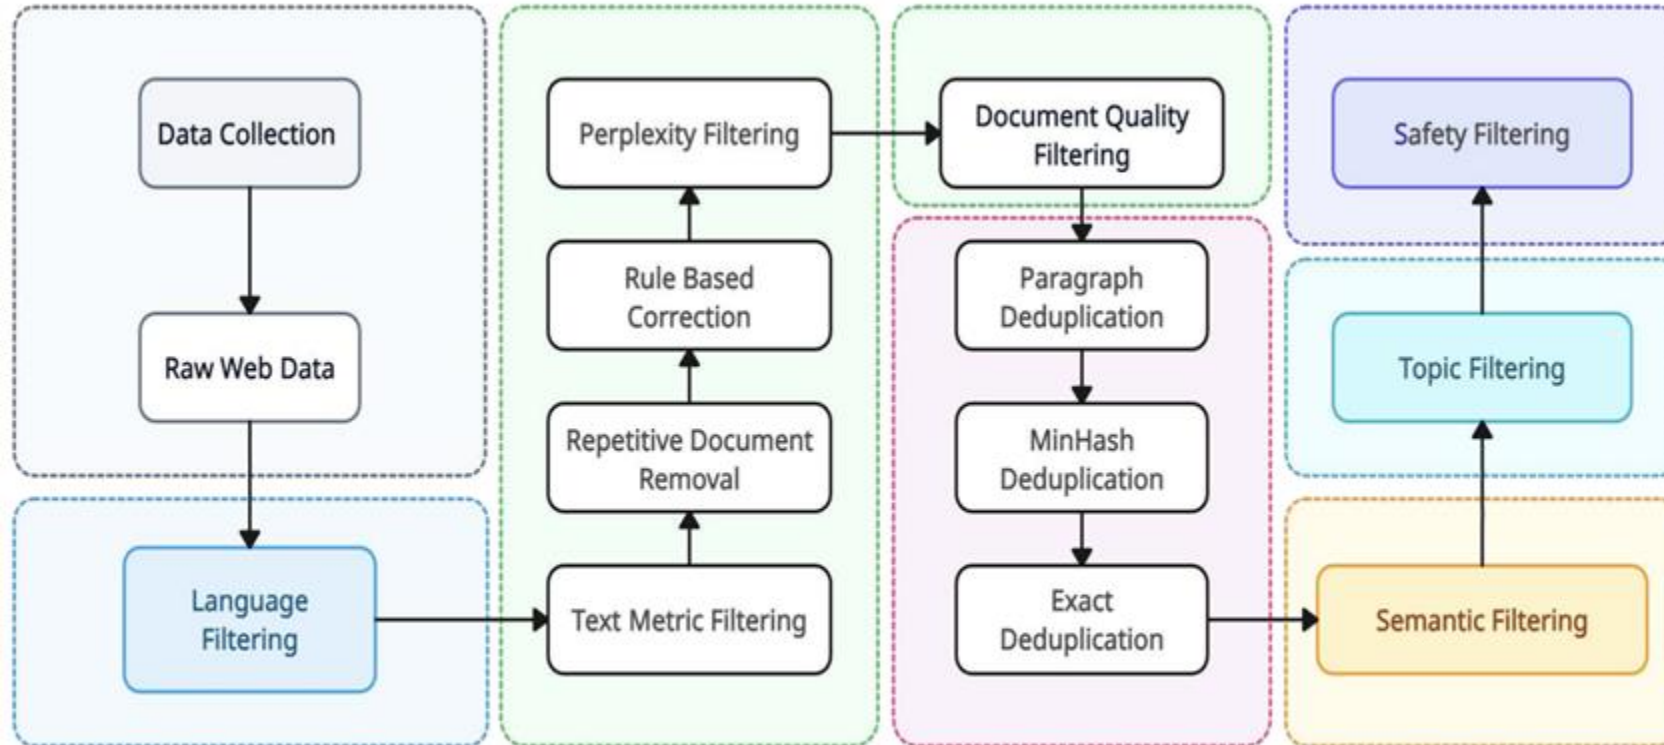 Data Collection
Raw Web Data
Language
Filtering
Text Metric Filtering
Repetitive Document
Removal
Rule Based
Correction
Perplexity Filtering
Document Quality
Filtering
Paragraph
Deduplication
MinHash
Deduplication
Exact
Deduplication
Semantic Filtering
Topic Filtering
Safety Filtering